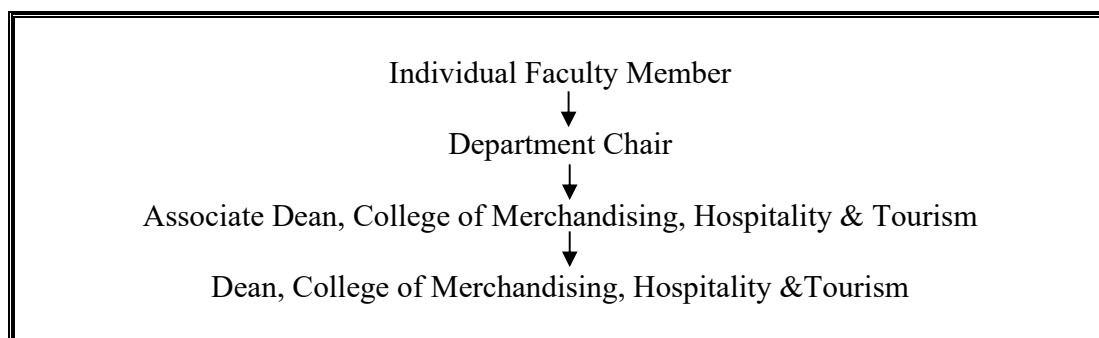 Individual Faculty Member
Department Chair
Associate Dean, College of Merchandising, Hospitality & Tourism
Dean, College of Merchandising, Hospitality &Tourism